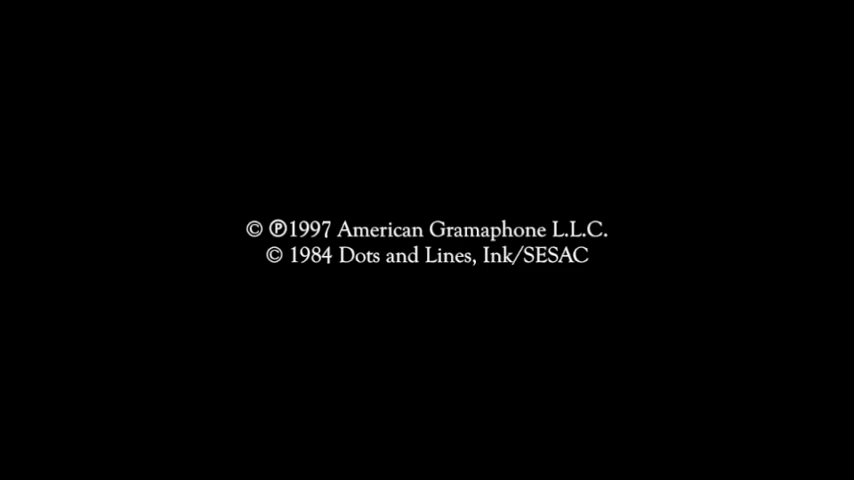 © ℗1997 American Gramaphone L.L.C.
© 1984 Dots and Lines, Ink/SESAC